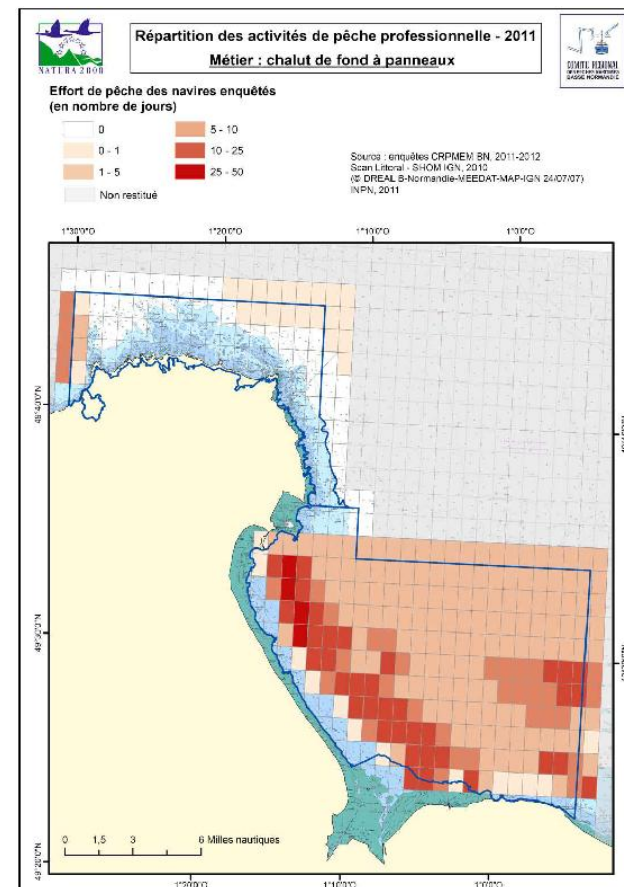 Répartition des activités de pêche professionnelle - 2011
Métier : chalut de fond à panneaux
NATURA 2000
COMITE REGIONAL
BASSE NORMANDIE
Effort de pêche des navires enquêtés
(en nombre de jours)
0
5 - 10
0 - 1
10 - 25
1 - 5
25 - 50
Non restitué
Source : enquêtes CRPMEM BN, 2011-2012
Scan Littoral - SHOM IGN, 2010
(© DREAL B-Normandie-MEEDAT-MAP-IGN 24/07/07)
INPN, 2011
1°30'0"O
1°20'0"O
1°10'0"O
1°0'0"O
49°40'0"N
49°30'0"N
49°20'0"N
0
1,5
3
6 Milles nautiques
1°20'0"O
1°10'0"O
1°0'0"O